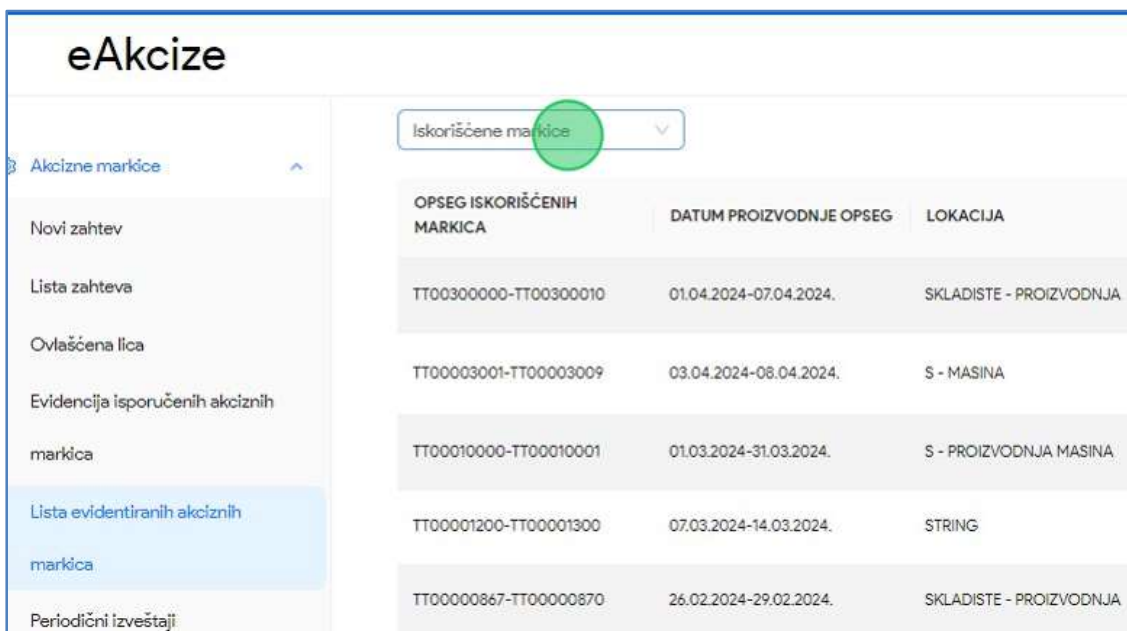 eAkcize
Akcizne markice
Novi zahtev
Lista zahteva
Ovlašćena lica
Evidencija isporučenih akciznih
markica
Lista evidentiranih akciznih
markica
Periodični izveštaji
Iskorišćene markice
OPSEG ISKORIŠĆENIH
MARKICA
DATUM PROIZVODNJE OPSEG
LOKACIJA
TT00300000-TT00300010
01.04.2024-07.04.2024.
SKLADISTE - PROIZVODNJA
TT00003001-TT00003009
03.04.2024-08.04.2024.
S - MASINA
TT00010000-TT00010001
01.03.2024-31.03.2024.
S - PROIZVODNJA MASINA
TT00001200-TT00001300
07.03.2024-14.03.2024.
STRING
TT00000867-TT00000870
26.02.2024-29.02.2024.
SKLADISTE - PROIZVODNJA